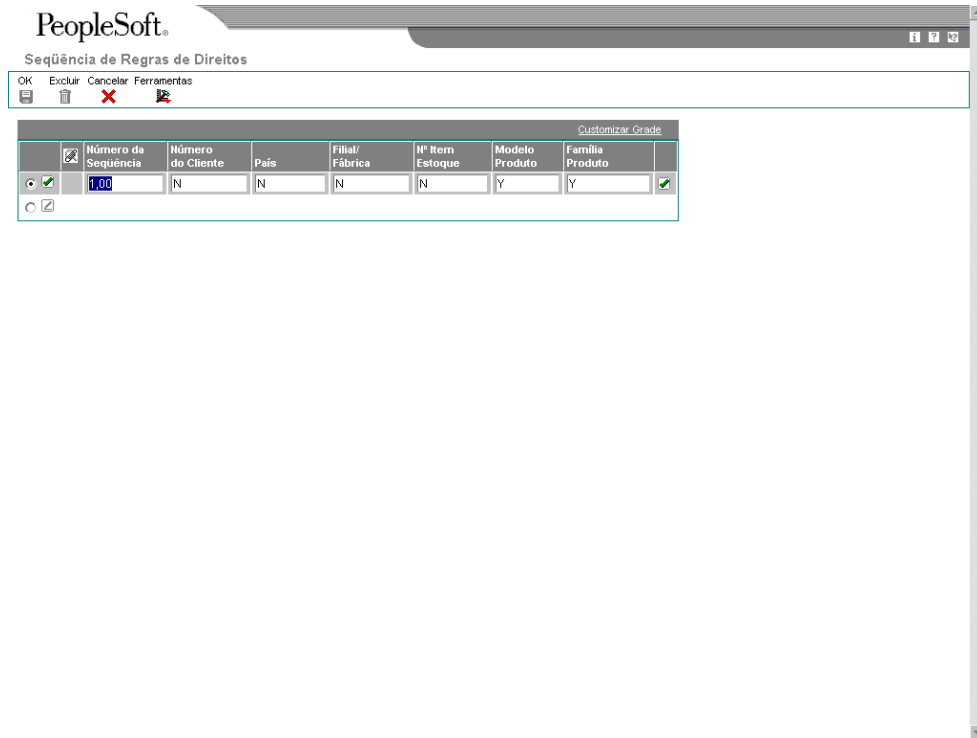 PeopleSoft®
Seqüência de Regras de Direitos
OK Excluir Cancelar Ferramentas
Customizar Grade
Número da Seqüência Número do Cliente País Filial/ Fábrica Nº Item Estoque Modelo Produto Família Produto
1,00 N N N N Y Y